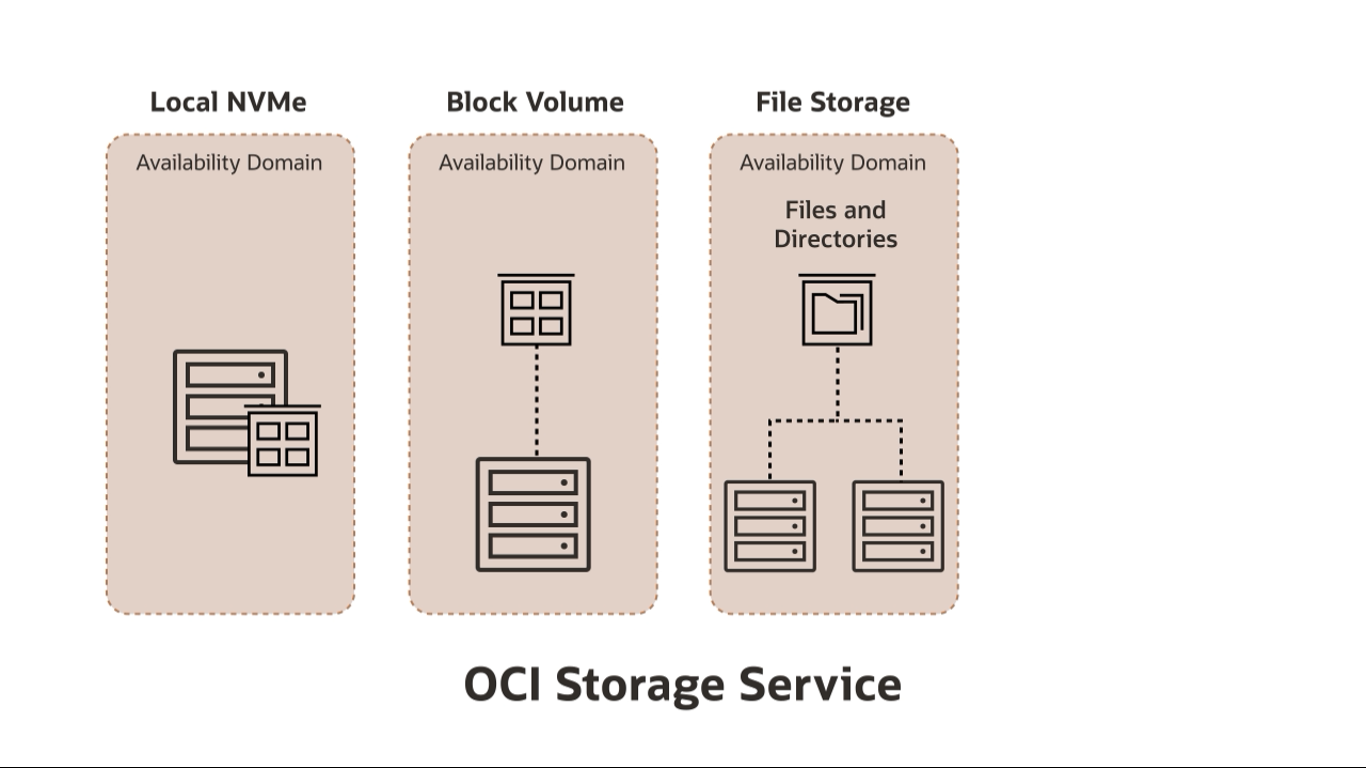 Local NVMe
Block Volume
File Storage
Availability Domain
Availability Domain
Availability Domain
Files and
Directories
OCI Storage Service